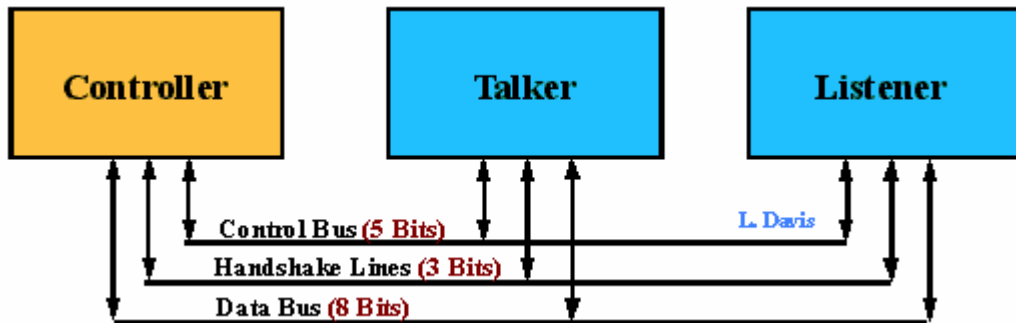 Controller
Talker
Listener
Control Bus (5 Bits)
L. Davis
Handshake Lines (3 Bits)
Data Bus (8 Bits)